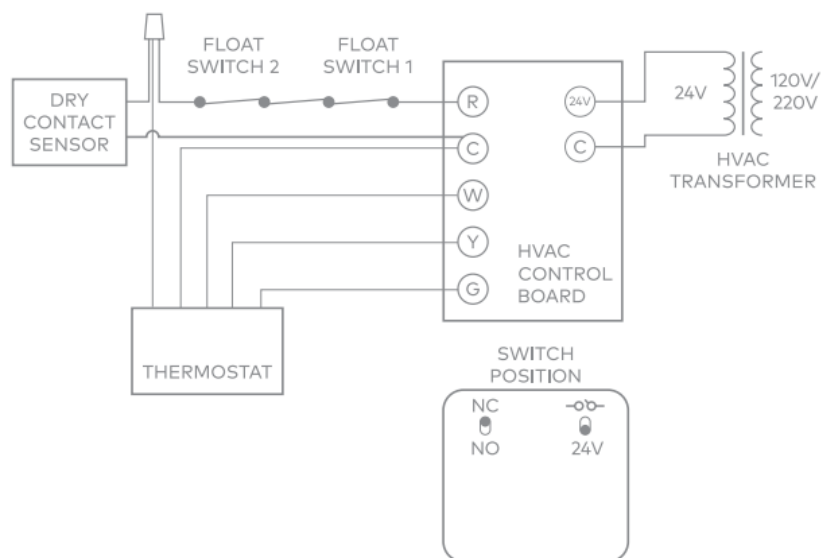 FLOAT
SWITCH 2
FLOAT
SWITCH 1
DRY
CONTACT
SENSOR
R
C
W
Y
G
24V
C
HVAC
CONTROL
BOARD
24V
120V/
220V
HVAC
TRANSFORMER
THERMOSTAT
SWITCH
POSITION
NC
NO
24V